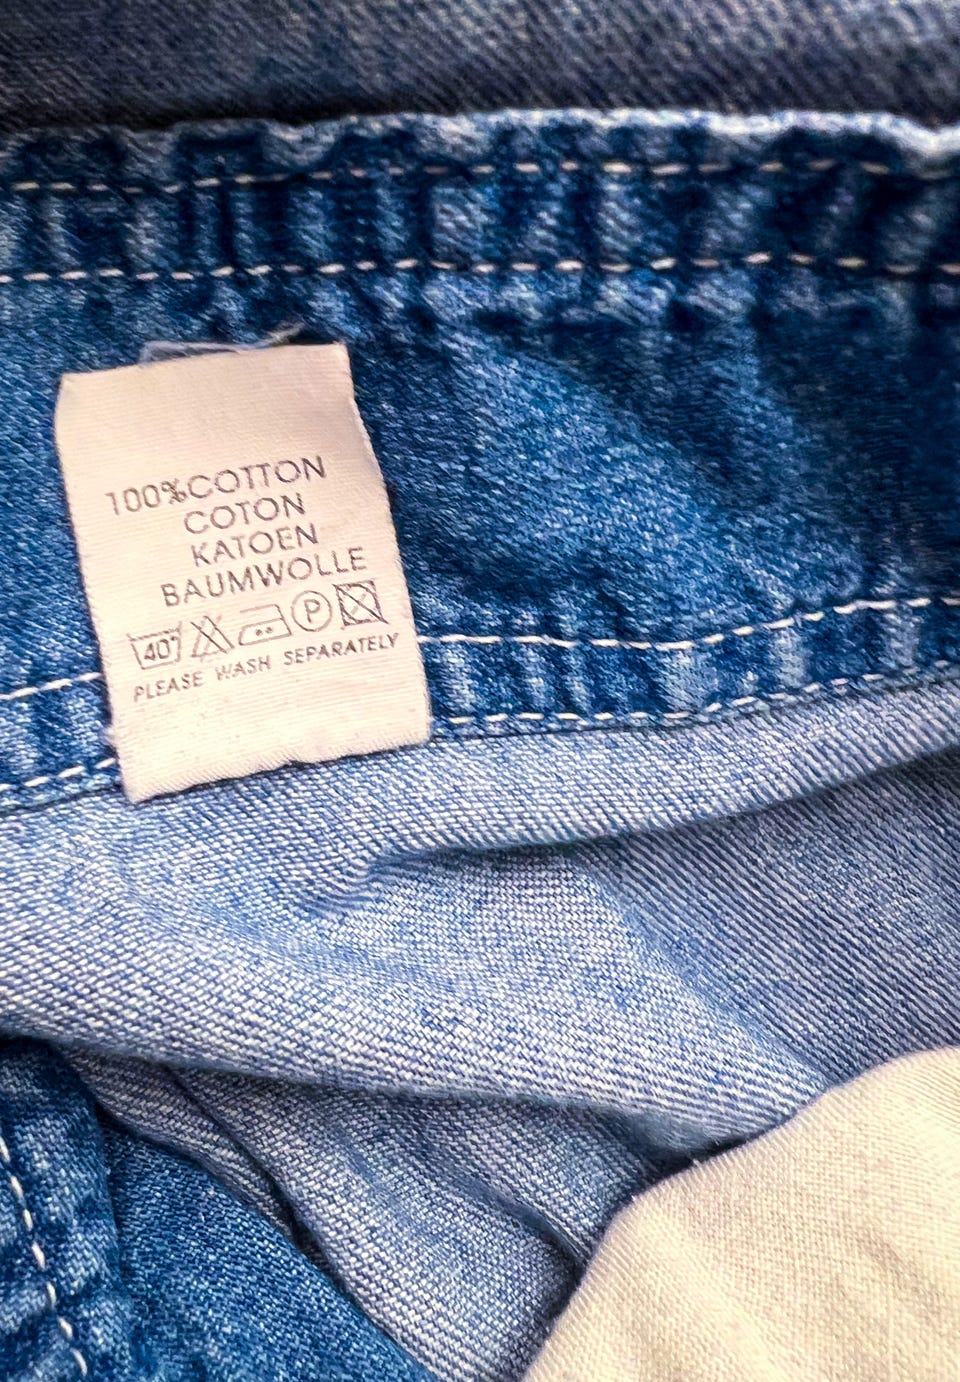 100%COTTON
COTON
KATOEN
BAUMWOLLE
40° P
PLEASE WASH SEPARATELY